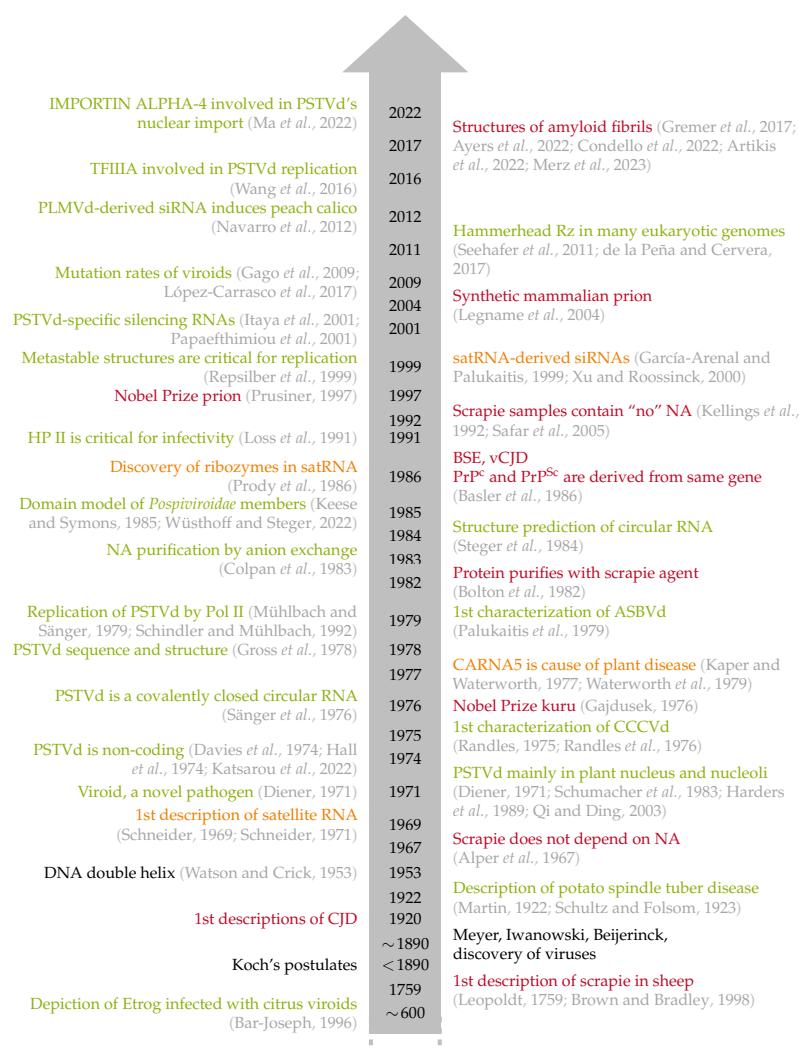 IMPORTIN ALPHA-4 involved in PSTVd's
nuclear import (Ma et al., 2022)
2022
Structures of amyloid fibrils (Gremer et al., 2017;
Ayers et al., 2022; Condello et al., 2022; Artikis
et al., 2022; Merz et al., 2023)
2017
TFIIIA involved in PSTVd replication
(Wang et al., 2016)
2016
PLMVd-derived siRNA induces peach calico
(Navarro et al., 2012)
2012
Hammerhead Rz in many eukaryotic genomes
(Seehafer et al., 2011; de la Peña and Cervera,
2017)
2011
Mutation rates of viroids (Gago et al., 2009;
López-Carrasco et al., 2017)
2009
Synthetic mammalian prion
(Legname et al., 2004)
2004
PSTVd-specific silencing RNAs (Itaya et al., 2001;
Papaefthimiou et al., 2001)
2001
Metastable structures are critical for replication
(Repsilber et al., 1999)
1999
satRNA-derived siRNAs (García-Arenal and
Palukaitis, 1999; Xu and Roossinck, 2000)
Nobel Prize prion (Prusiner, 1997)
1997
1992
Scrapie samples contain “no” NA (Kellings et al.,
1992; Safar et al., 2005)
HP II is critical for infectivity (Loss et al., 1991)
1991
Discovery of ribozymes in satRNA
(Prody et al., 1986)
1986
BSE, vCJD
PrPc and PrPSc are derived from same gene
(Basler et al., 1986)
Domain model of Pospiviroidae members (Keese
and Symons, 1985; Wüsthoff and Steger, 2022)
1985
1984
Structure prediction of circular RNA
(Steger et al., 1984)
NA purification by anion exchange
(Colpan et al., 1983)
1983
1982
Protein purifies with scrapie agent
(Bolton et al., 1982)
Replication of PSTVd by Pol II (Mühlbach and
Sänger, 1979; Schindler and Mühlbach, 1992)
1979
1st characterization of ASBVd
(Palukaitis et al., 1979)
PSTVd sequence and structure (Gross et al., 1978)
1978
1977
CARNA5 is cause of plant disease (Kaper and
Waterworth, 1977; Waterworth et al., 1979)
PSTVd is a covalently closed circular RNA
(Sänger et al., 1976)
1976
Nobel Prize kuru (Gajdusek, 1976)
1975
1st characterization of CCCVd
(Randles, 1975; Randles et al., 1976)
PSTVd is non-coding (Davies et al., 1974; Hall
et al., 1974; Katsarou et al., 2022)
1974
PSTVd mainly in plant nucleus and nucleoli
(Diener, 1971; Schumacher et al., 1983; Harders
et al., 1989; Qi and Ding, 2003)
Viroid, a novel pathogen (Diener, 1971)
1971
1st description of satellite RNA
(Schneider, 1969; Schneider, 1971)
1969
1967
Scrapie does not depend on NA
(Alper et al., 1967)
DNA double helix (Watson and Crick, 1953)
1953
1922
Description of potato spindle tuber disease
(Martin, 1922; Schultz and Folsom, 1923)
1st descriptions of CJD
1920
∼1890
Meyer, Iwanowski, Beijerinck,
discovery of viruses
Koch's postulates
<1890
1759
1st description of scrapie in sheep
(Leopoldt, 1759; Brown and Bradley, 1998)
Depiction of Etrog infected with citrus viroids
(Bar-Joseph, 1996)
∼600